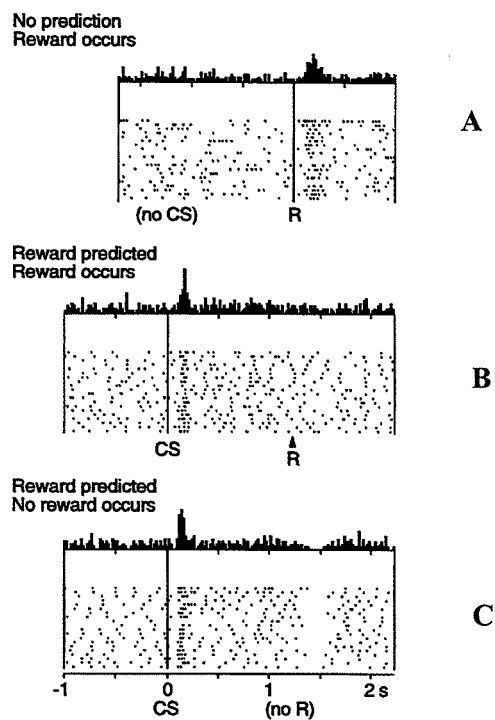 No prediction
Reward occurs
A
(no CS)
R
Reward predicted
Reward occurs
B
CS
R
Reward predicted
No reward occurs
C
-1 0 1 2 s
CS (no R)